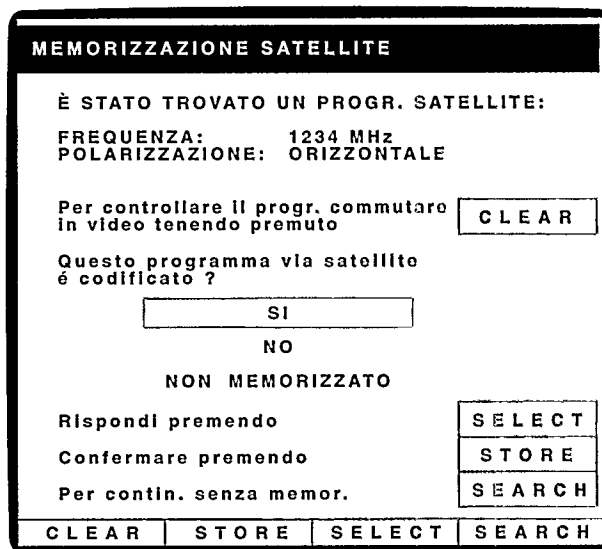 MEMORIZZAZIONE SATELLITE
È STATO TROVATO UN PROGR. SATELLITE:
FREQUENZA: 1234 MHz
POLARIZZAZIONE: ORIZZONTALE
Per controllare il progr. commutare
in video tenendo premuto CLEAR
Questo programma via satellite
é codificato ?
SI
NO
NON MEMORIZZATO
Rispondi premendo SELECT
Confermare premendo STORE
Per contin. senza memor. SEARCH
CLEAR STORE SELECT SEARCH